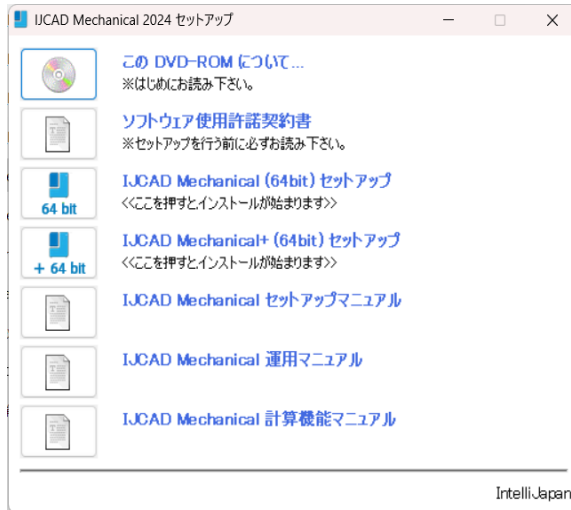 IJCAD Mechanical 2024 セットアップ
この DVD-ROM について...
※はじめにお読み下さい。
ソフトウェア使用許諾契約書
※セットアップを行う前に必ずお読み下さい。
IJCAD Mechanical (64bit) セットアップ
64 bit
<<ここを押すとインストールが始まります>>
IJCAD Mechanical+ (64bit) セットアップ
+ 64 bit
<<ここを押すとインストールが始まります>>
IJCAD Mechanical セットアップマニュアル
IJCAD Mechanical 運用マニュアル
IJCAD Mechanical 計算機能マニュアル
IntelliJapan